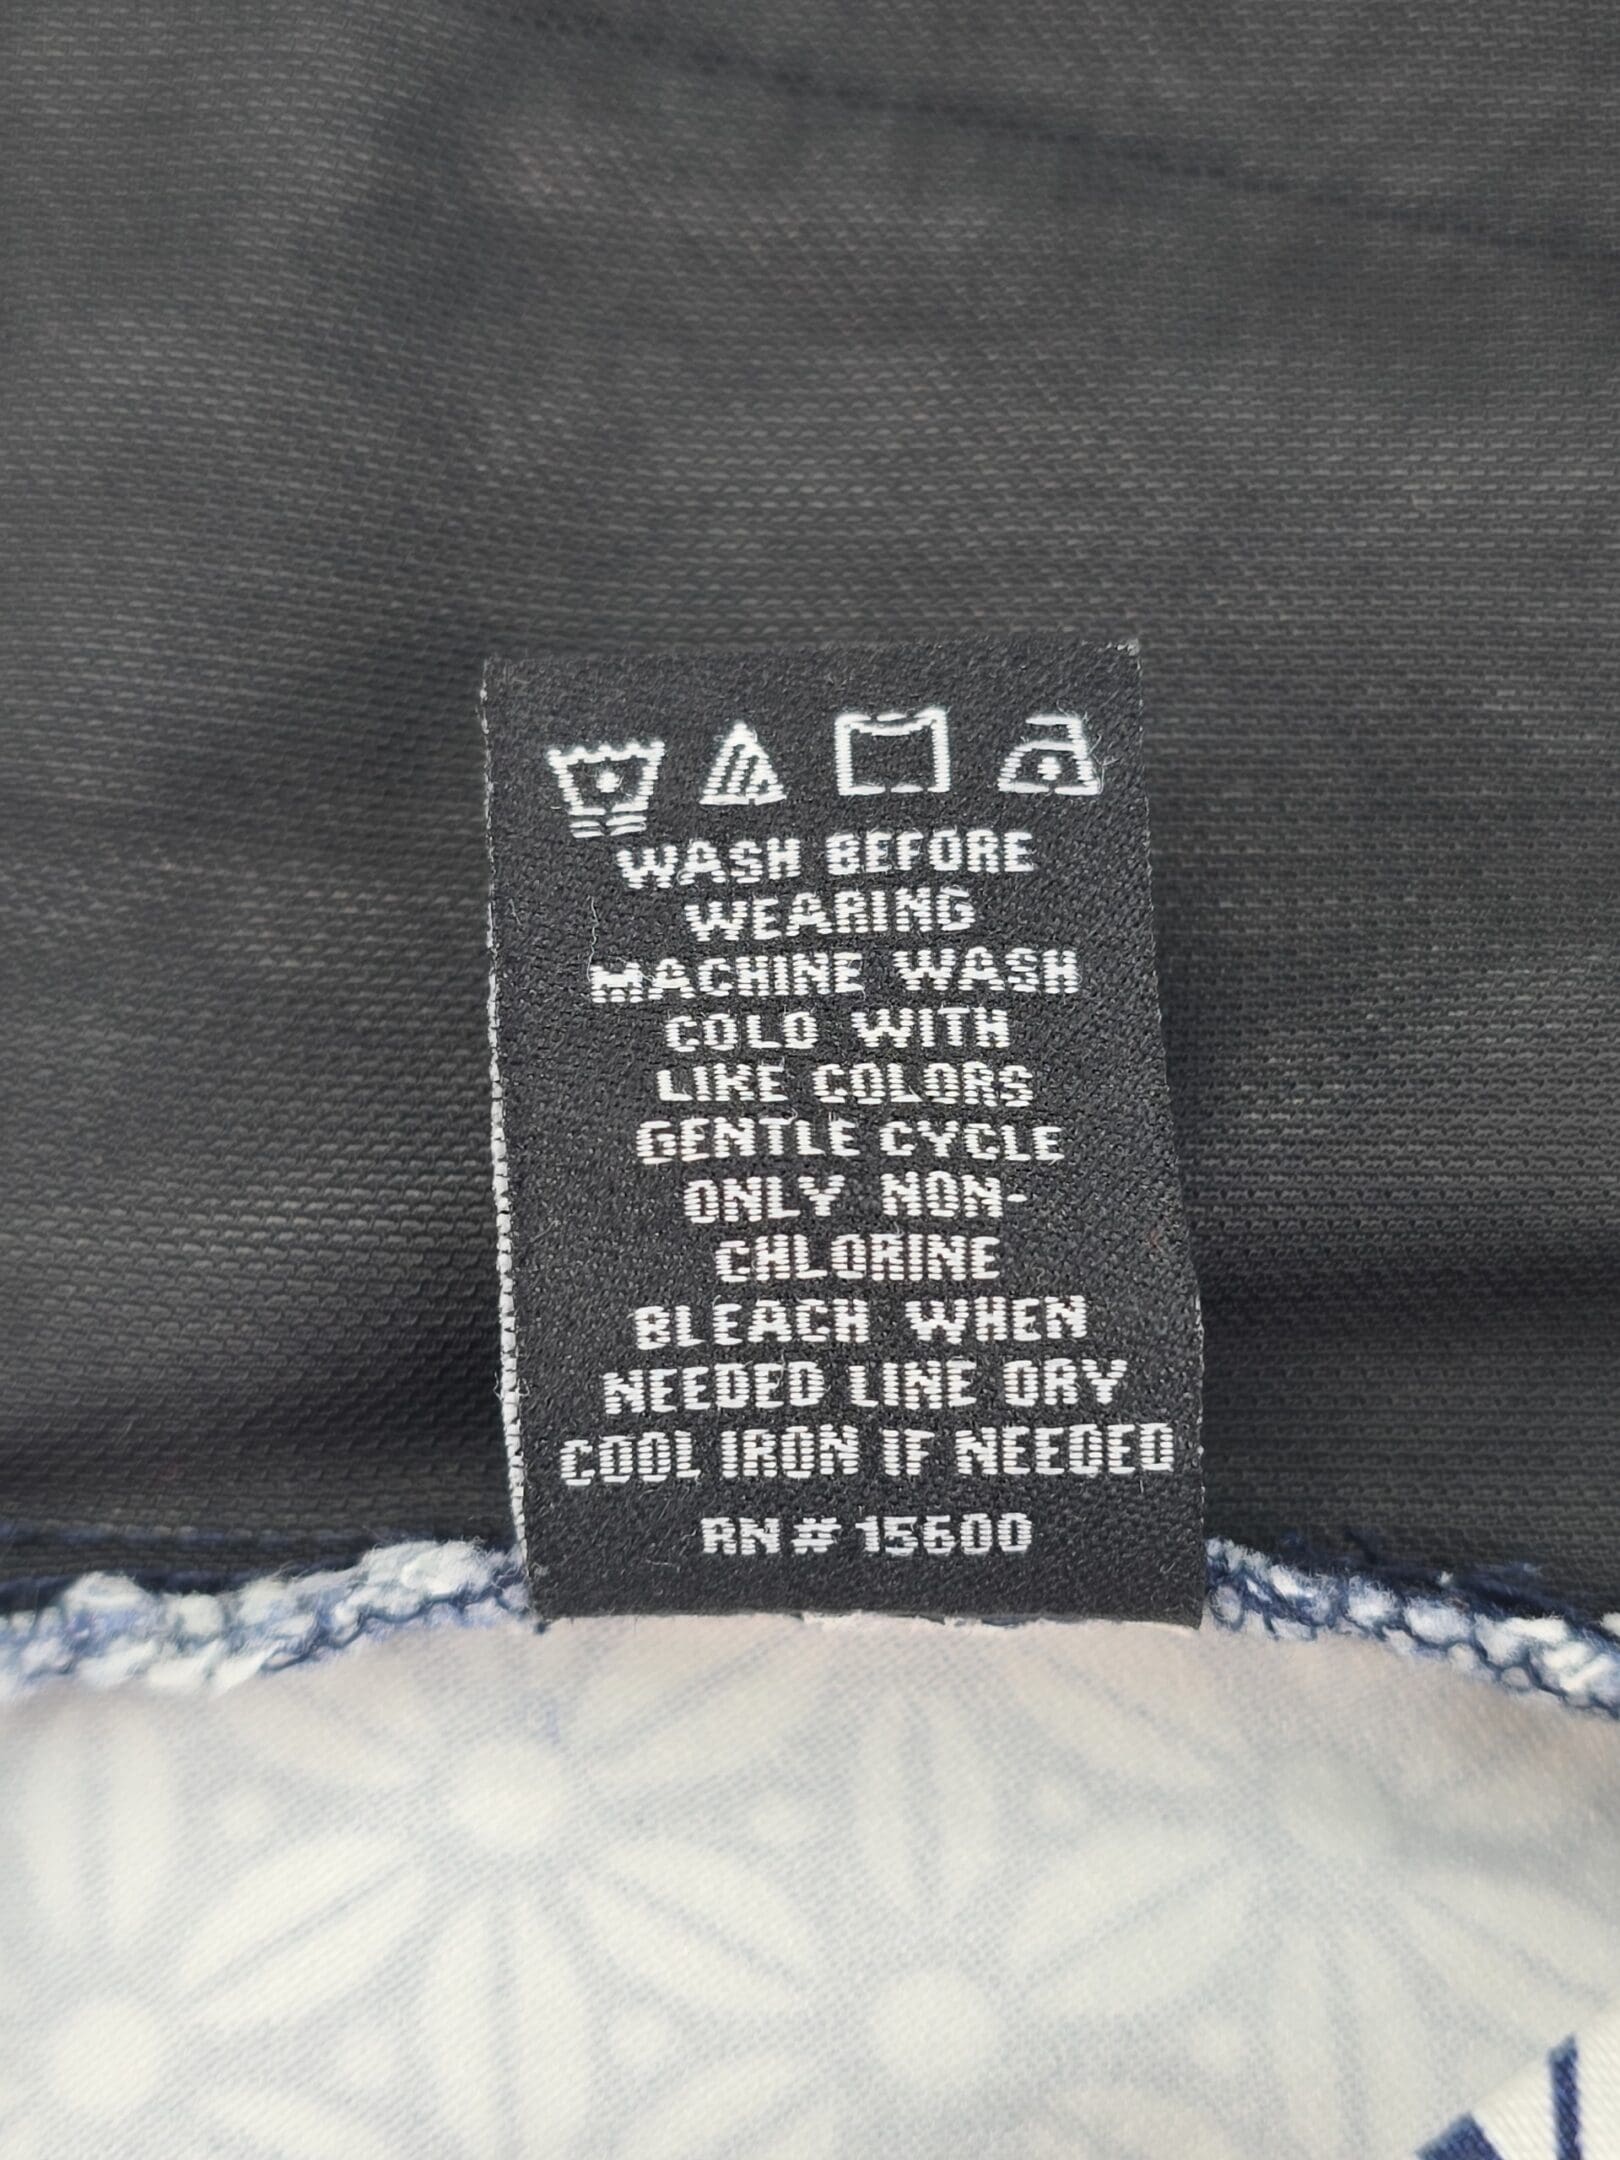 WASH BEFORE
WEARING
MACHINE WASH
COLD WITH
LIKE COLORS
GENTLE CYCLE
ONLY NON-
CHLORINE
BLEACH WHEN
NEEDED LINE DRY
COOL IRON IF NEEDED
RN#15600